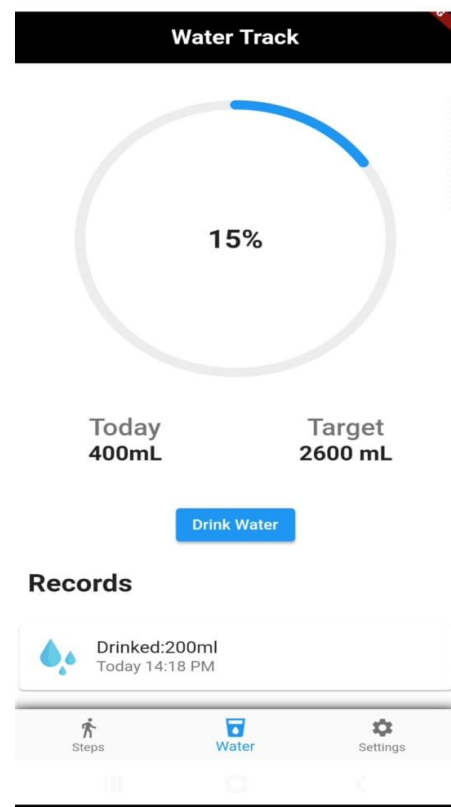 Water Track
15%
Today
Target
400mL
2600 mL
Drink Water
Records
Drinked:200ml
Today 14:18 PM
Steps
Water
Settings